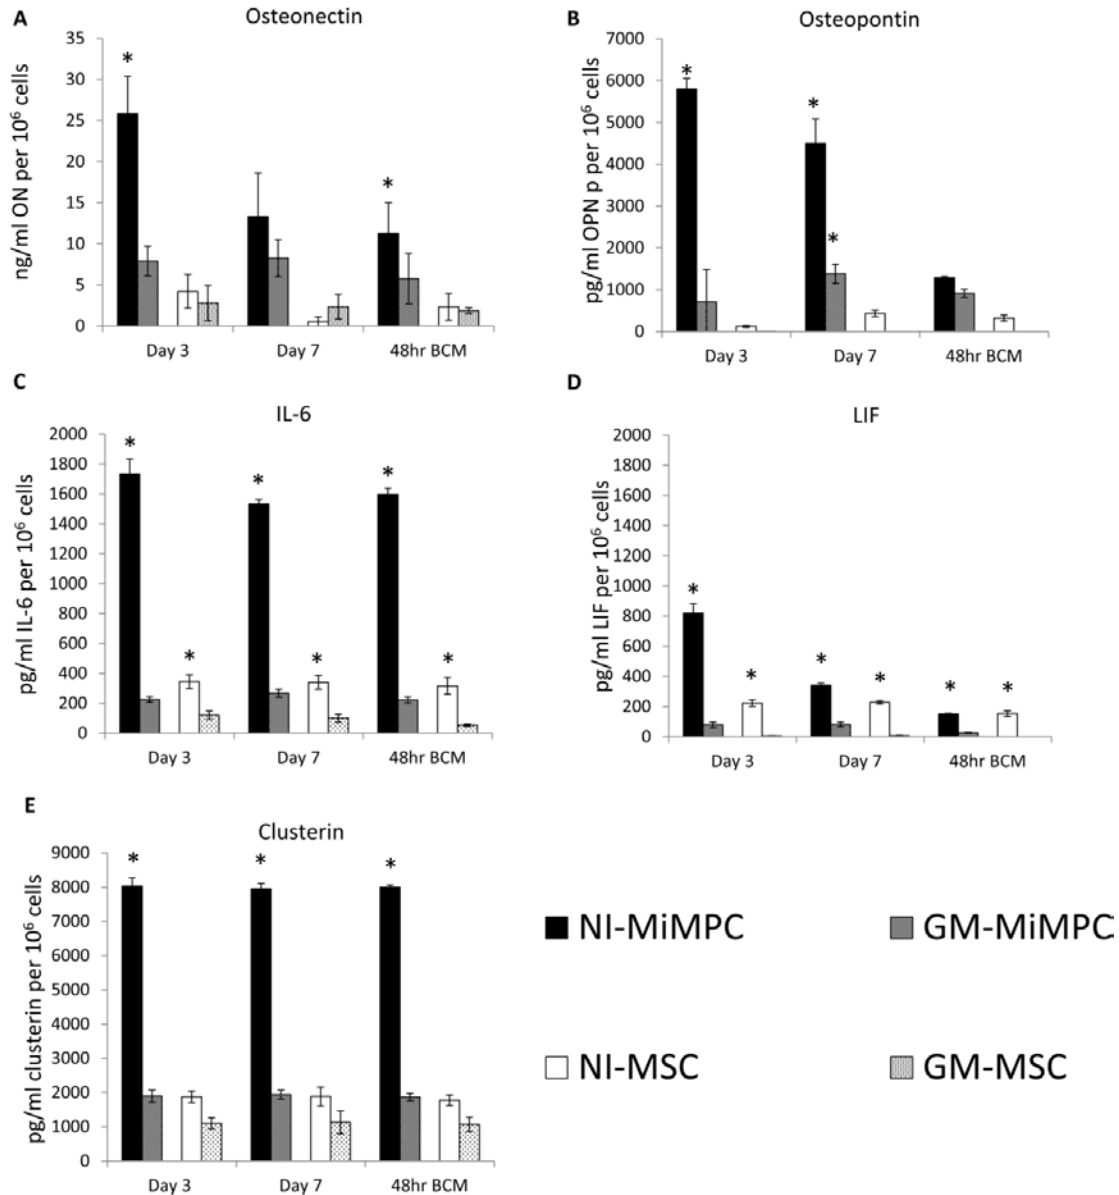 A
Osteonectin
ng/ml ON per 10⁶ cells
35
30
25
20
15
10
5
0
*
*
Day 3
Day 7
48hr BCM
B
Osteopontin
pg/ml OPN p per 10⁶ cells
7000
6000
5000
4000
3000
2000
1000
0
*
*
*
Day 3
Day 7
48hr BCM
C
IL-6
pg/ml IL-6 per 10⁶ cells
2000
1800
1600
1400
1200
1000
800
600
400
200
0
*
*
*
*
*
*
Day 3
Day 7
48hr BCM
D
LIF
pg/ml LIF per 10⁶ cells
2000
1800
1600
1400
1200
1000
800
600
400
200
0
*
*
*
*
*
*
Day 3
Day 7
48hr BCM
E
Clusterin
pg/ml clusterin per 10⁶ cells
9000
8000
7000
6000
5000
4000
3000
2000
1000
0
*
*
*
Day 3
Day 7
48hr BCM
NI-MiMPC
GM-MiMPC
NI-MSC
GM-MSC